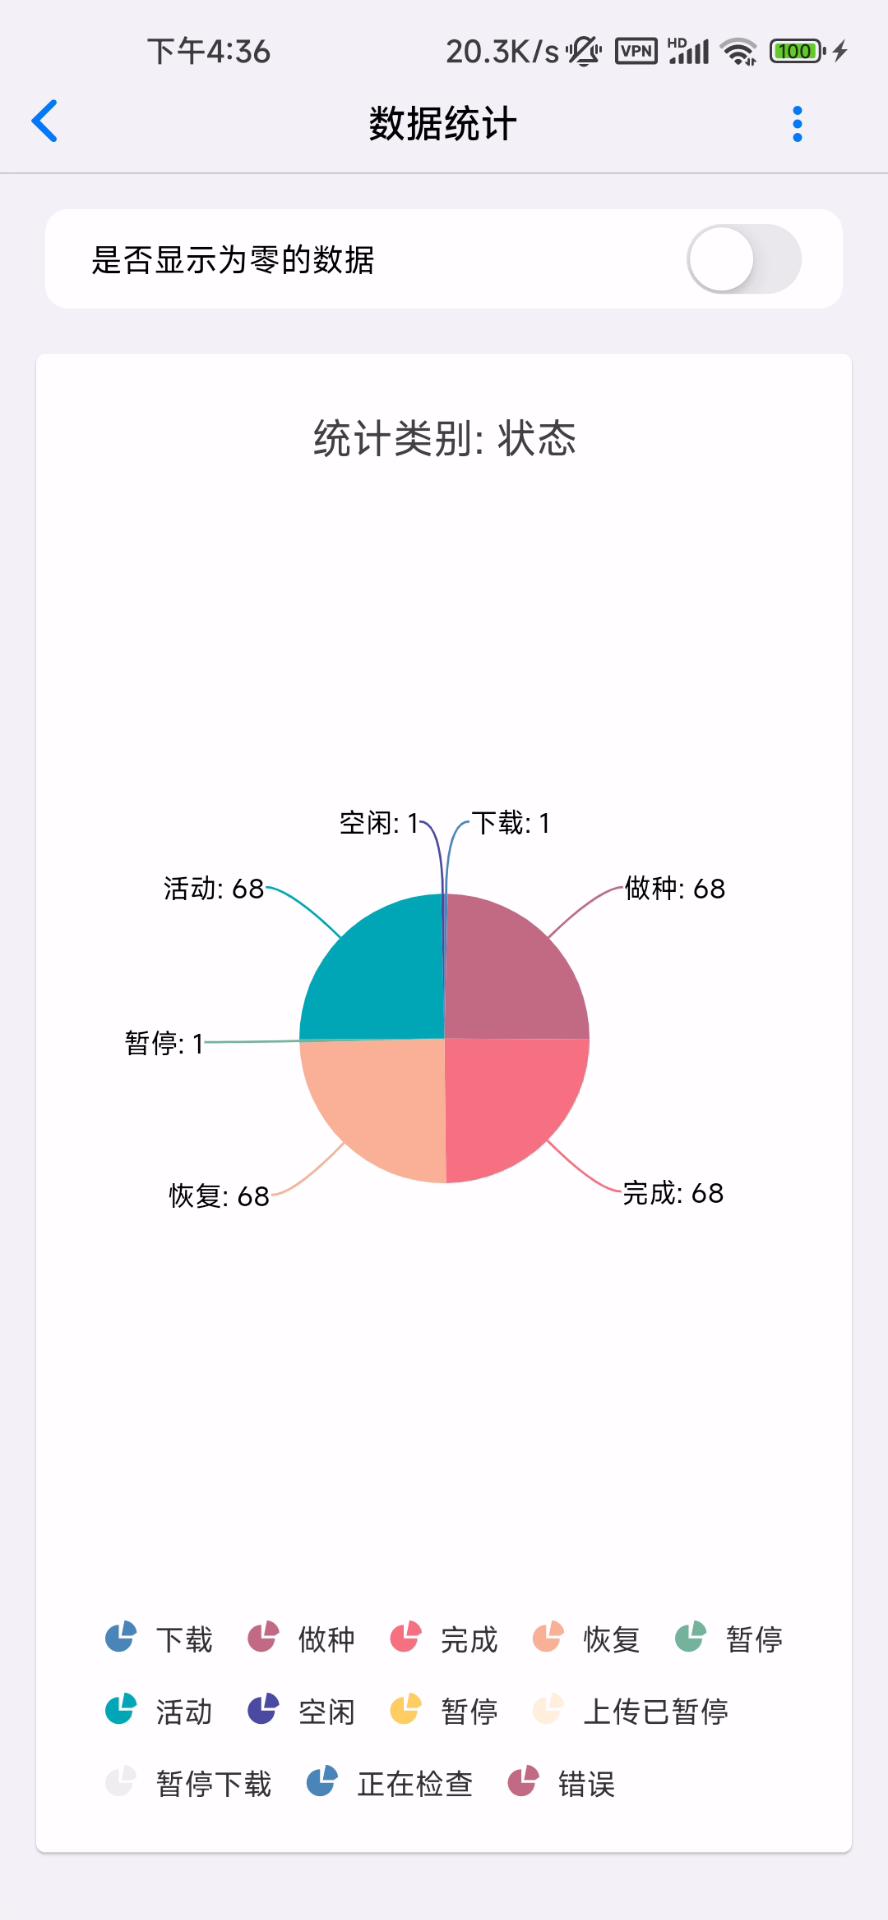 下午4:36 20.3K/s VPN HD 100
数据统计
是否显示为零的数据
统计类别: 状态
空闲: 1 下载: 1
活动: 68 做种: 68
暂停: 1
恢复: 68 完成: 68
下载 做种 完成 恢复 暂停
活动 空闲 暂停 上传已暂停
暂停下载 正在检查 错误